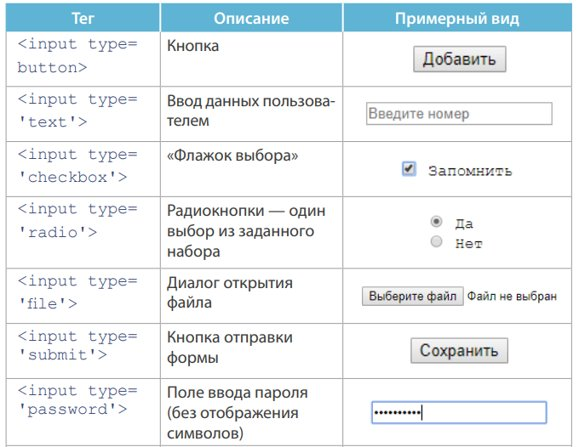 Тег Описание Примерный вид
<input type= Кнопка
button>
Добавить
<input type= Ввод данных пользова-
'text'> телем
Введите номер
<input type= «Флажок выбора»
'checkbox'>
Запомнить
<input type= Радиокнопки — один
'radio'> выбор из заданного
набора
Да
Нет
<input type= Диалог открытия
'file'> файла
Выберите файл Файл не выбран
<input type= Кнопка отправки
'submit'> формы
Сохранить
<input type= Поле ввода пароля
'password'> (без отображения
символов)